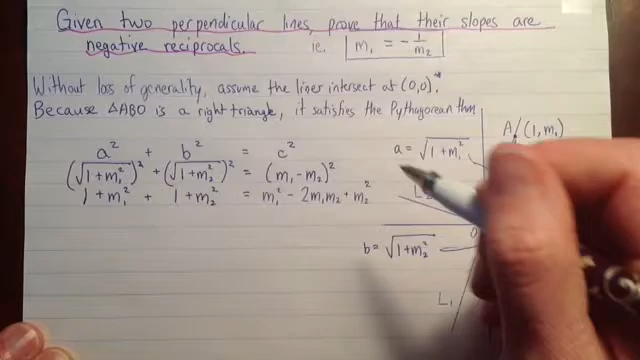 Given two perpendicular lines, prove that their slopes are
negative reciprocals. ie. m₁ = -1/m₂
Without loss of generality, assume the lines intersect at (0,0).*
Because △ABO is a right triangle, it satisfies the Pythagorean thm
a² + b² = c²
(√(1+m₁²))² + (√(1+m₂²))² = (m₁-m₂)²
1+m₁² + 1+m₂² = m₁² - 2m₁m₂ + m₂²
A (1, m₁)
a = √(1+m₁²)
L₂
O
b = √(1+m₂²)
L₁